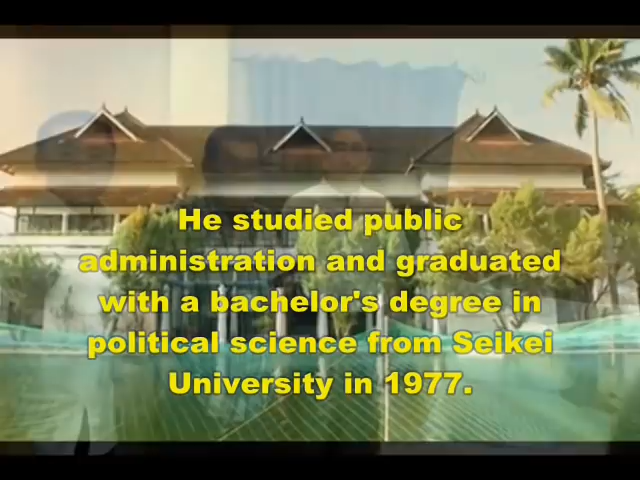 He studied public
administration and graduated
with a bachelor's degree in
political science from Seikei
University in 1977.